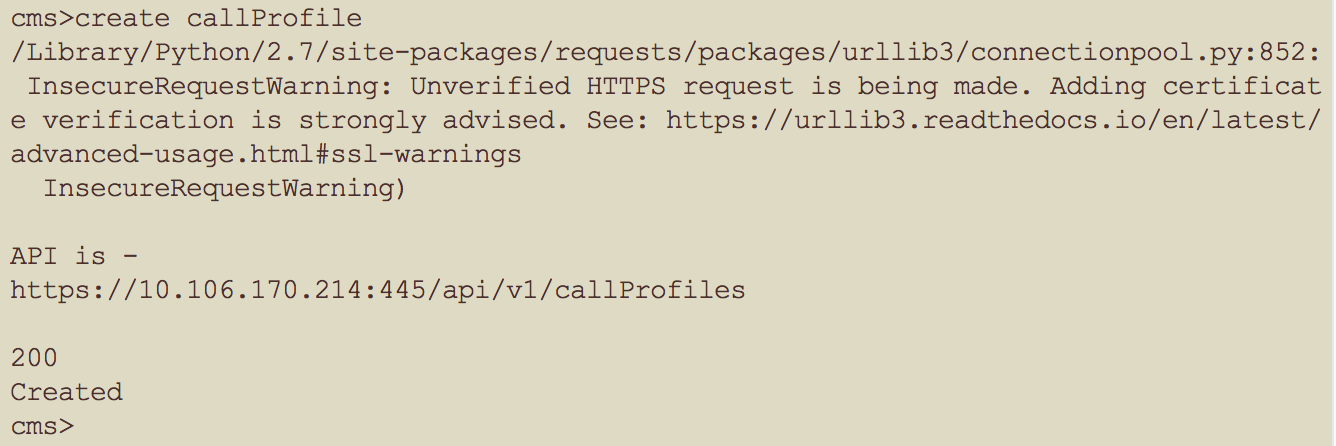 cms>create callProfile
/Library/Python/2.7/site-packages/requests/packages/urllib3/connectionpool.py:852:
 InsecureRequestWarning: Unverified HTTPS request is being made. Adding certificat
e verification is strongly advised. See: https://urllib3.readthedocs.io/en/latest/
advanced-usage.html#ssl-warnings
  InsecureRequestWarning)
API is -
https://10.106.170.214:445/api/v1/callProfiles
200
Created
cms>